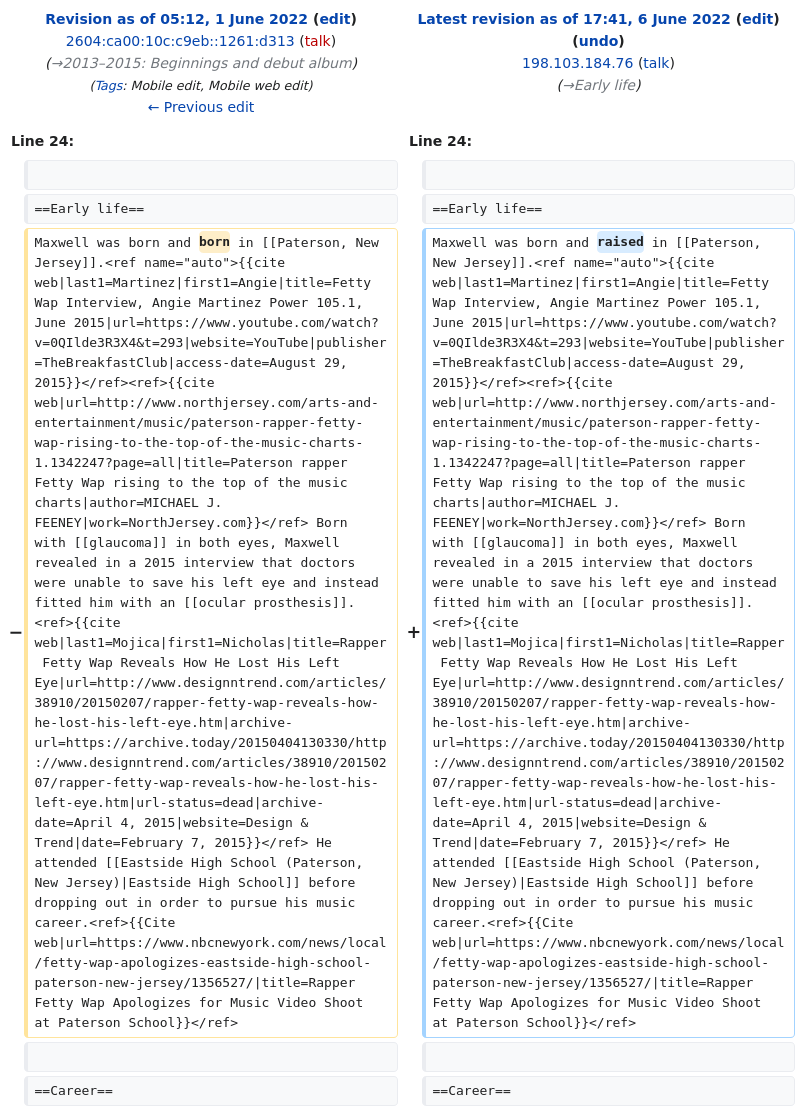 Revision as of 05:12, 1 June 2022 (edit)
2604:ca00:10c:c9eb::1261:d313 (talk)
(→2013–2015: Beginnings and debut album)
(Tags: Mobile edit, Mobile web edit)
← Previous edit
Latest revision as of 17:41, 6 June 2022 (edit)
(undo)
198.103.184.76 (talk)
(→Early life)
Line 24:
Line 24:
==Early life==
==Early life==
−
Maxwell was born and born in [[Paterson, New
Jersey]].<ref name="auto">{{cite
web|last1=Martinez|first1=Angie|title=Fetty
Wap Interview, Angie Martinez Power 105.1,
June 2015|url=https://www.youtube.com/watch?
v=0QIlde3R3X4&t=293|website=YouTube|publisher
=TheBreakfastClub|access-date=August 29,
2015}}</ref><ref>{{cite
web|url=http://www.northjersey.com/arts-and-
entertainment/music/paterson-rapper-fetty-
wap-rising-to-the-top-of-the-music-charts-
1.1342247?page=all|title=Paterson rapper
Fetty Wap rising to the top of the music
charts|author=MICHAEL J.
FEENEY|work=NorthJersey.com}}</ref> Born
with [[glaucoma]] in both eyes, Maxwell
revealed in a 2015 interview that doctors
were unable to save his left eye and instead
fitted him with an [[ocular prosthesis]].
<ref>{{cite
web|last1=Mojica|first1=Nicholas|title=Rapper
Fetty Wap Reveals How He Lost His Left
Eye|url=http://www.designntrend.com/articles/
38910/20150207/rapper-fetty-wap-reveals-how-
he-lost-his-left-eye.htm|archive-
url=https://archive.today/20150404130330/http
://www.designntrend.com/articles/38910/201502
07/rapper-fetty-wap-reveals-how-he-lost-his-
left-eye.htm|url-status=dead|archive-
date=April 4, 2015|website=Design &
Trend|date=February 7, 2015}}</ref> He
attended [[Eastside High School (Paterson,
New Jersey)|Eastside High School]] before
dropping out in order to pursue his music
career.<ref>{{Cite
web|url=https://www.nbcnewyork.com/news/local
/fetty-wap-apologizes-eastside-high-school-
paterson-new-jersey/1356527/|title=Rapper
Fetty Wap Apologizes for Music Video Shoot
at Paterson School}}</ref>
+
Maxwell was born and raised in [[Paterson,
New Jersey]].<ref name="auto">{{cite
web|last1=Martinez|first1=Angie|title=Fetty
Wap Interview, Angie Martinez Power 105.1,
June 2015|url=https://www.youtube.com/watch?
v=0QIlde3R3X4&t=293|website=YouTube|publisher
=TheBreakfastClub|access-date=August 29,
2015}}</ref><ref>{{cite
web|url=http://www.northjersey.com/arts-and-
entertainment/music/paterson-rapper-fetty-
wap-rising-to-the-top-of-the-music-charts-
1.1342247?page=all|title=Paterson rapper
Fetty Wap rising to the top of the music
charts|author=MICHAEL J.
FEENEY|work=NorthJersey.com}}</ref> Born
with [[glaucoma]] in both eyes, Maxwell
revealed in a 2015 interview that doctors
were unable to save his left eye and instead
fitted him with an [[ocular prosthesis]].
<ref>{{cite
web|last1=Mojica|first1=Nicholas|title=Rapper
Fetty Wap Reveals How He Lost His Left
Eye|url=http://www.designntrend.com/articles/
38910/20150207/rapper-fetty-wap-reveals-how-
he-lost-his-left-eye.htm|archive-
url=https://archive.today/20150404130330/http
://www.designntrend.com/articles/38910/201502
07/rapper-fetty-wap-reveals-how-he-lost-his-
left-eye.htm|url-status=dead|archive-
date=April 4, 2015|website=Design &
Trend|date=February 7, 2015}}</ref> He
attended [[Eastside High School (Paterson,
New Jersey)|Eastside High School]] before
dropping out in order to pursue his music
career.<ref>{{Cite
web|url=https://www.nbcnewyork.com/news/local
/fetty-wap-apologizes-eastside-high-school-
paterson-new-jersey/1356527/|title=Rapper
Fetty Wap Apologizes for Music Video Shoot
at Paterson School}}</ref>
==Career==
==Career==